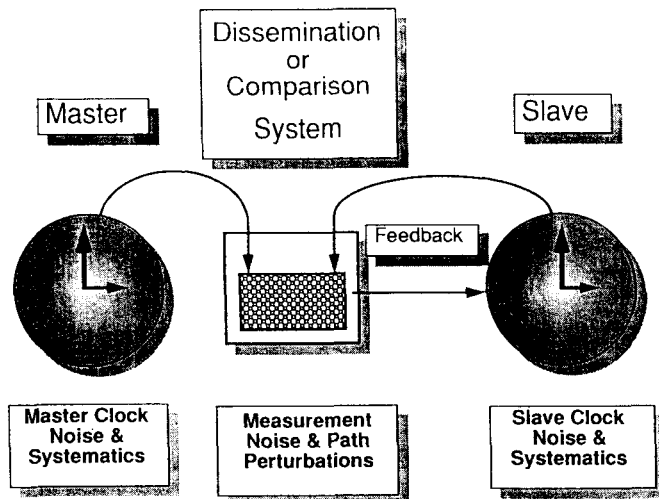 Dissemination
or
Comparison
System
Master
Slave
Feedback
Master Clock
Noise &
Systematics
Measurement
Noise & Path
Perturbations
Slave Clock
Noise &
Systematics